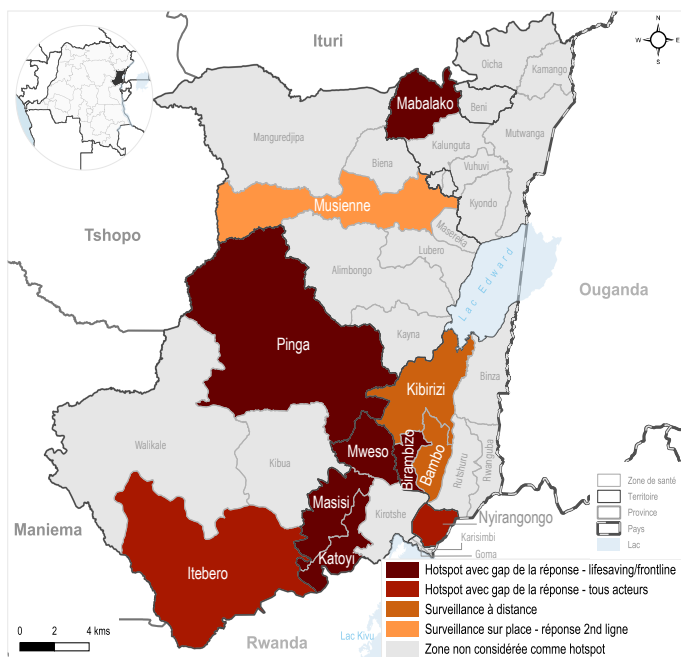 Ituri
N
W E
S
Oicha
Kamango
Mabalako
Beni
Manguredjipa
Mutwanga
Kalunguta
Biena
Vuhuvi
Musienne
Kyondo
Masereka
Tshopo
Lubero
Alimbongo
Lac Edward
Ouganda
Kayna
Pinga
Binza
Kibirizi
Walikale
Mweso
Kibua
Birambizo
Bambo
Rutshuru
Rwanguba
Zone de santé
Territoire
Province
Pays
Lac
Masisi
Kirotshe
Nyirangongo
Maniema
Karisimbi
Goma
Katoyi
Itebero
Hotspot avec gap de la réponse - lifesaving/frontline
Hotspot avec gap de la réponse - tous acteurs
Surveillance à distance
Surveillance sur place - réponse 2nd ligne
Zone non considérée comme hotspot
0 2 4 kms
Rwanda
Lac Kivu